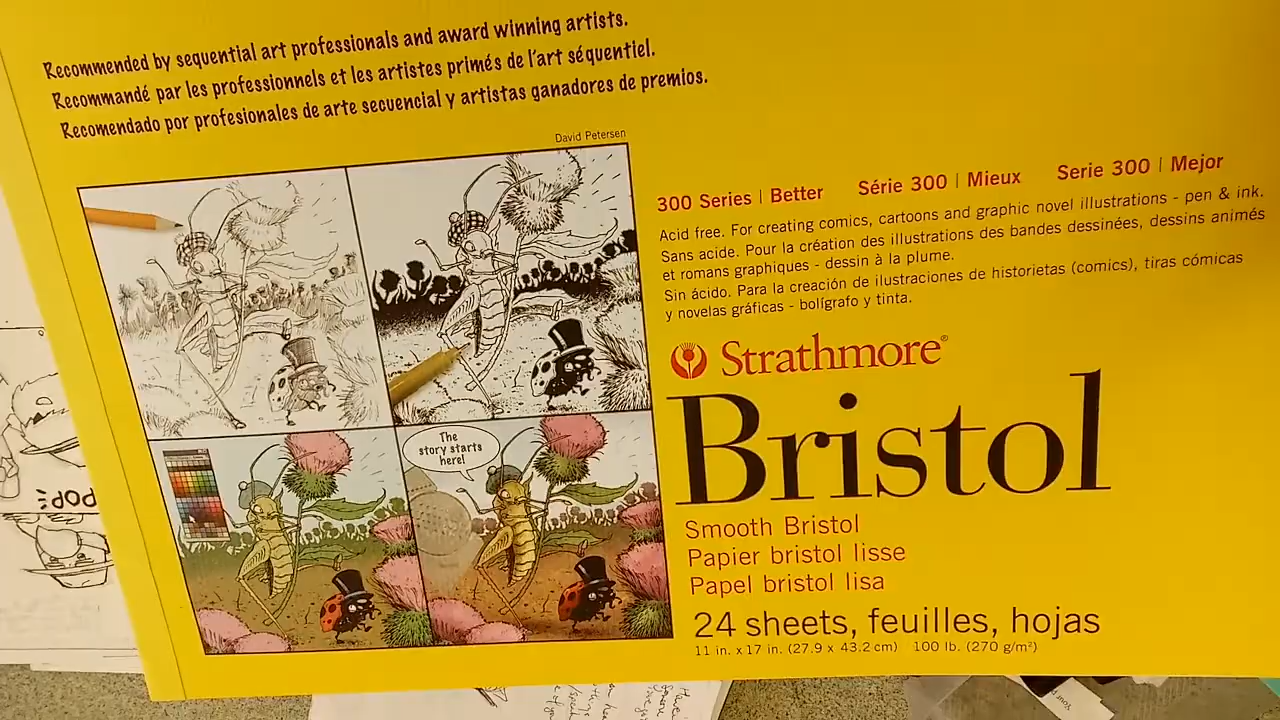 Recommended by sequential art professionals and award winning artists.
Recommandé par les professionnels et les artistes primés de l'art séquentiel.
Recomendado por profesionales de arte secuencial y artistas ganadores de premios.
David Petersen
The
story starts
here!
300 Series | Better Série 300 | Mieux Serie 300 | Mejor
Acid free. For creating comics, cartoons and graphic novel illustrations - pen & ink.
Sans acide. Pour la création des illustrations des bandes dessinées, dessins animés
et romans graphiques - dessin à la plume.
Sin ácido. Para la creación de ilustraciones de historietas (comics), tiras cómicas
y novelas gráficas - bolígrafo y tinta.
Strathmore®
Bristol
Smooth Bristol
Papier bristol lisse
Papel bristol lisa
24 sheets, feuilles, hojas
11 in. x 17 in. (27.9 x 43.2 cm) 100 lb. (270 g/m²)